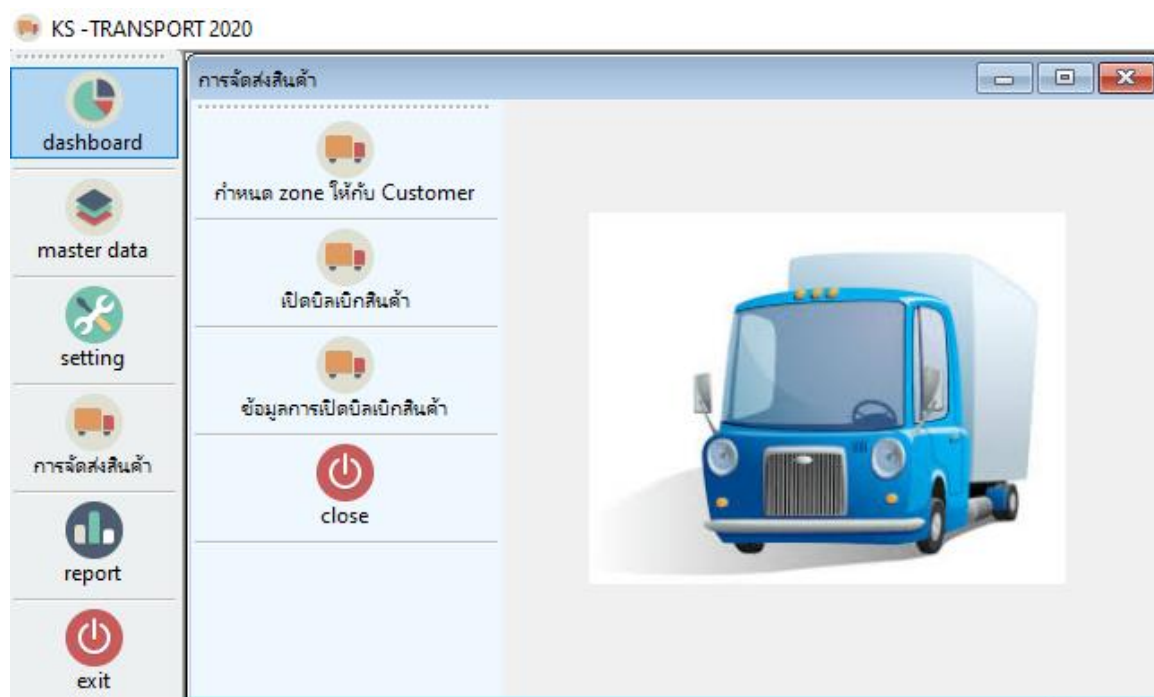 KS -TRANSPORT 2020
dashboard
master data
setting
การจัดส่งสินค้า
report
exit
การจัดส่งสินค้า
กำหนด zone ให้กับ Customer
เปิดบิลเบิกสินค้า
ข้อมูลการเปิดบิลเบิกสินค้า
close